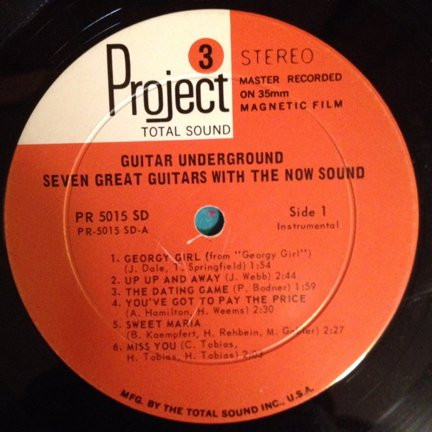 Project 3
TOTAL SOUND
STEREO
MASTER RECORDED
ON 35mm
MAGNETIC FILM
GUITAR UNDERGROUND
SEVEN GREAT GUITARS WITH THE NOW SOUND
PR 5015 SD
PR-5015 SD-A
Side 1
Instrumental
1. GEORGY GIRL (from "Georgy Girl")
(J. Dale, T. Springfield) 1:54
2. UP UP AND AWAY (J. Webb) 2:44
3. THE DATING GAME (P. Bodner) 1:59
4. YOU'VE GOT TO PAY THE PRICE
(A. Hamilton, H. Weems) 2:30
5. SWEET MARIA
(B. Kaempfert, H. Rehbein, M. Gabler) 2:27
6. MISS YOU (C. Tobias,
H. Tobias, H. Tobias)
MFG. BY THE TOTAL SOUND INC., U.S.A.